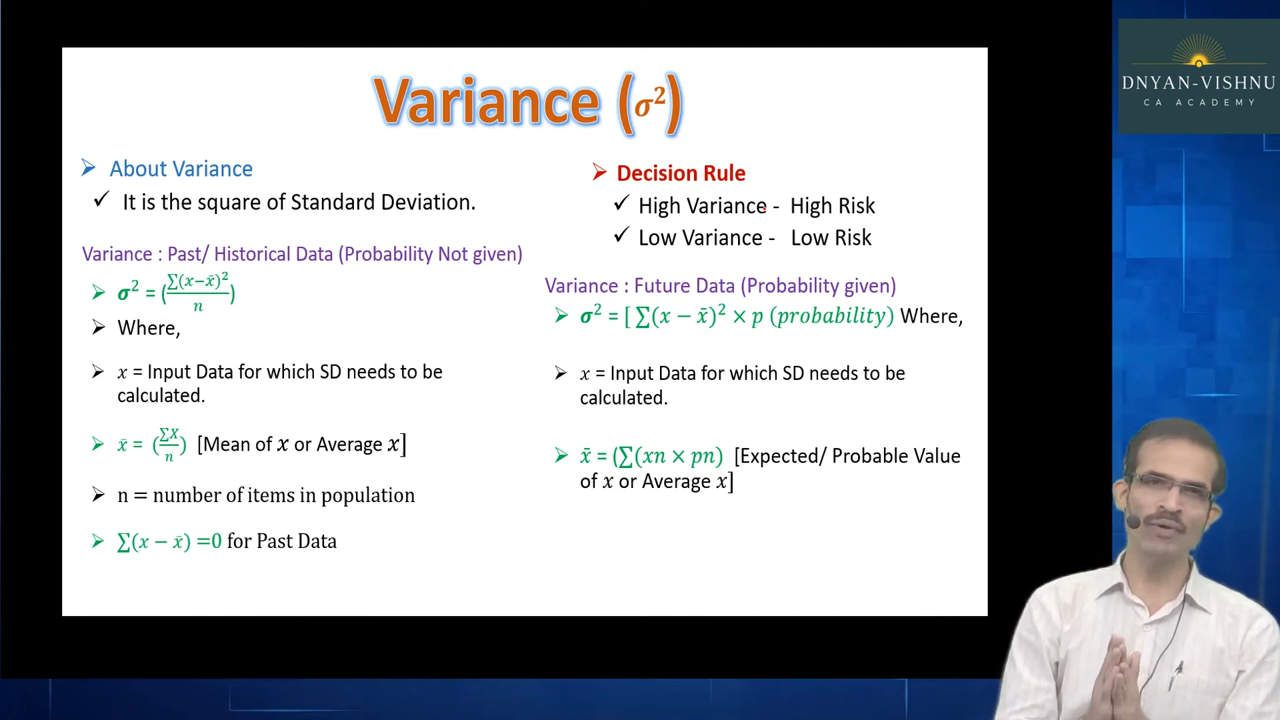 Variance (σ²)
➢ About Variance
✓ It is the square of Standard Deviation.
Variance : Past/ Historical Data (Probability Not given)
➢ σ² = (∑(x−x̄)²/n)
➢ Where,
➢ x = Input Data for which SD needs to be
calculated.
➢ x̄ = (∑X/n) [Mean of x or Average x]
➢ n = number of items in population
➢ ∑(x − x̄) =0 for Past Data
➢ Decision Rule
✓ High Variance - High Risk
✓ Low Variance - Low Risk
Variance : Future Data (Probability given)
➢ σ² = [ ∑(x − x̄)² × p (probability) Where,
➢ x = Input Data for which SD needs to be
calculated.
➢ x̄ = (∑(xn × pn) [Expected/ Probable Value
of x or Average x]
DNYAN-VISHNU
CA ACADEMY